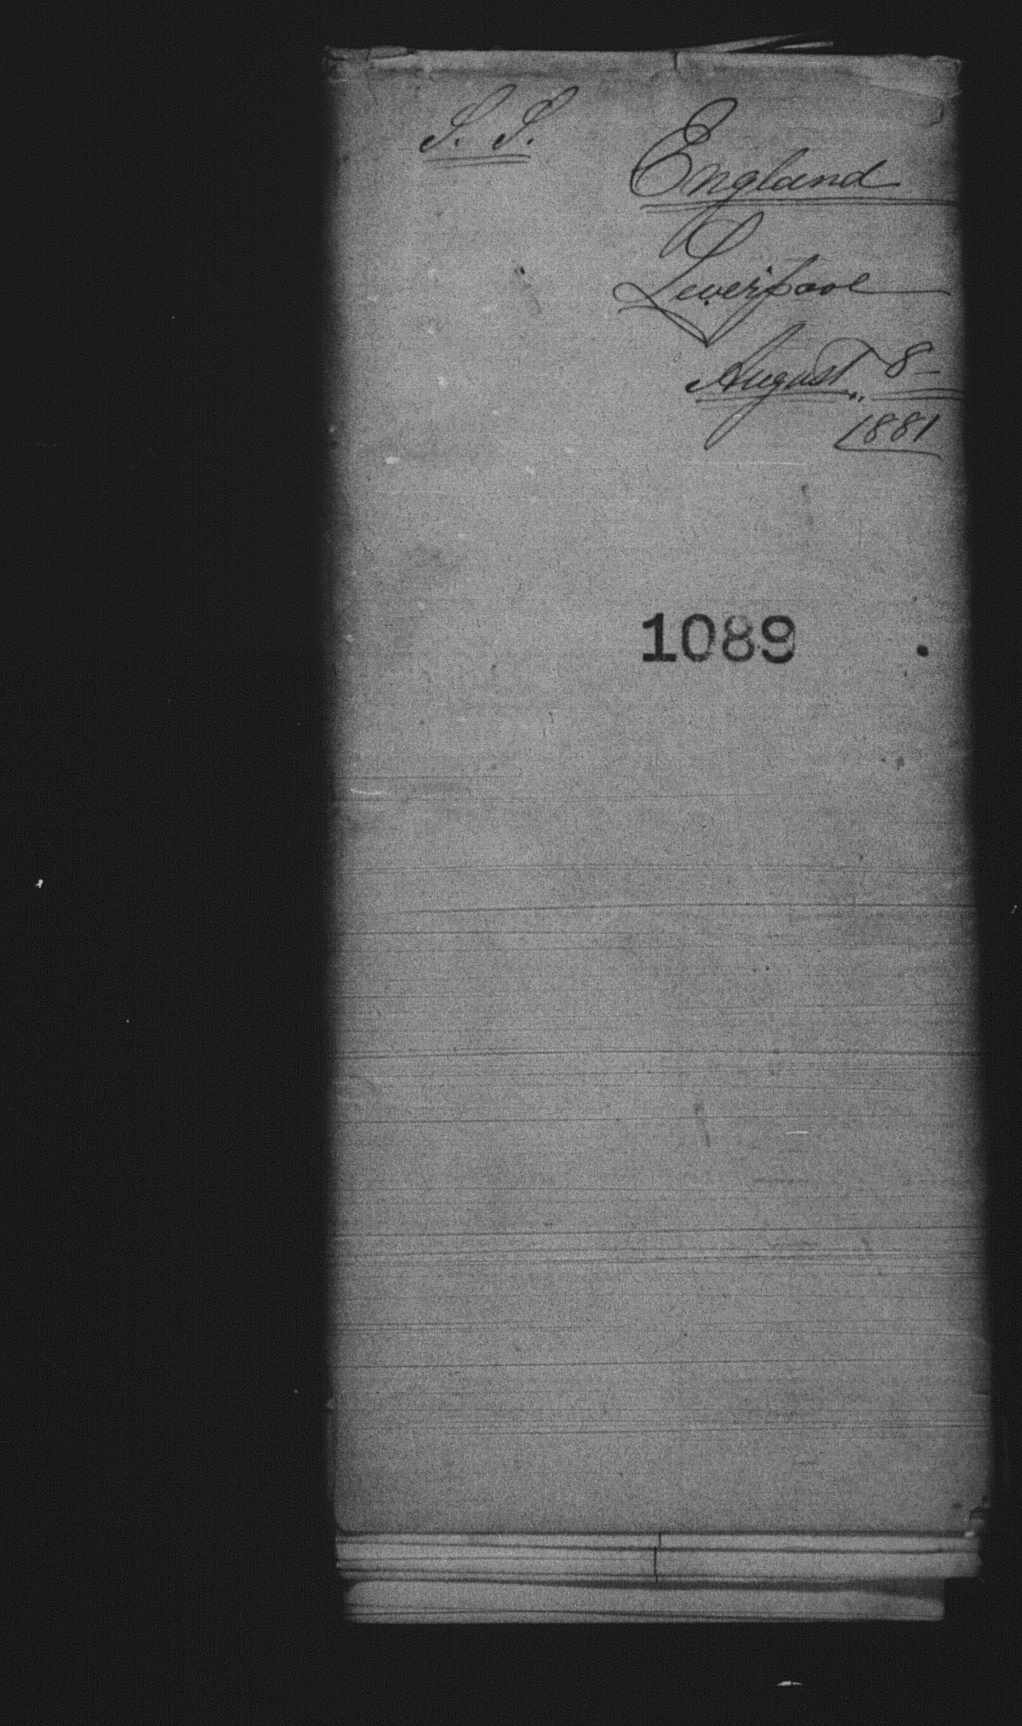 S. S.
England
Liverpool
August 8-
1881
1089